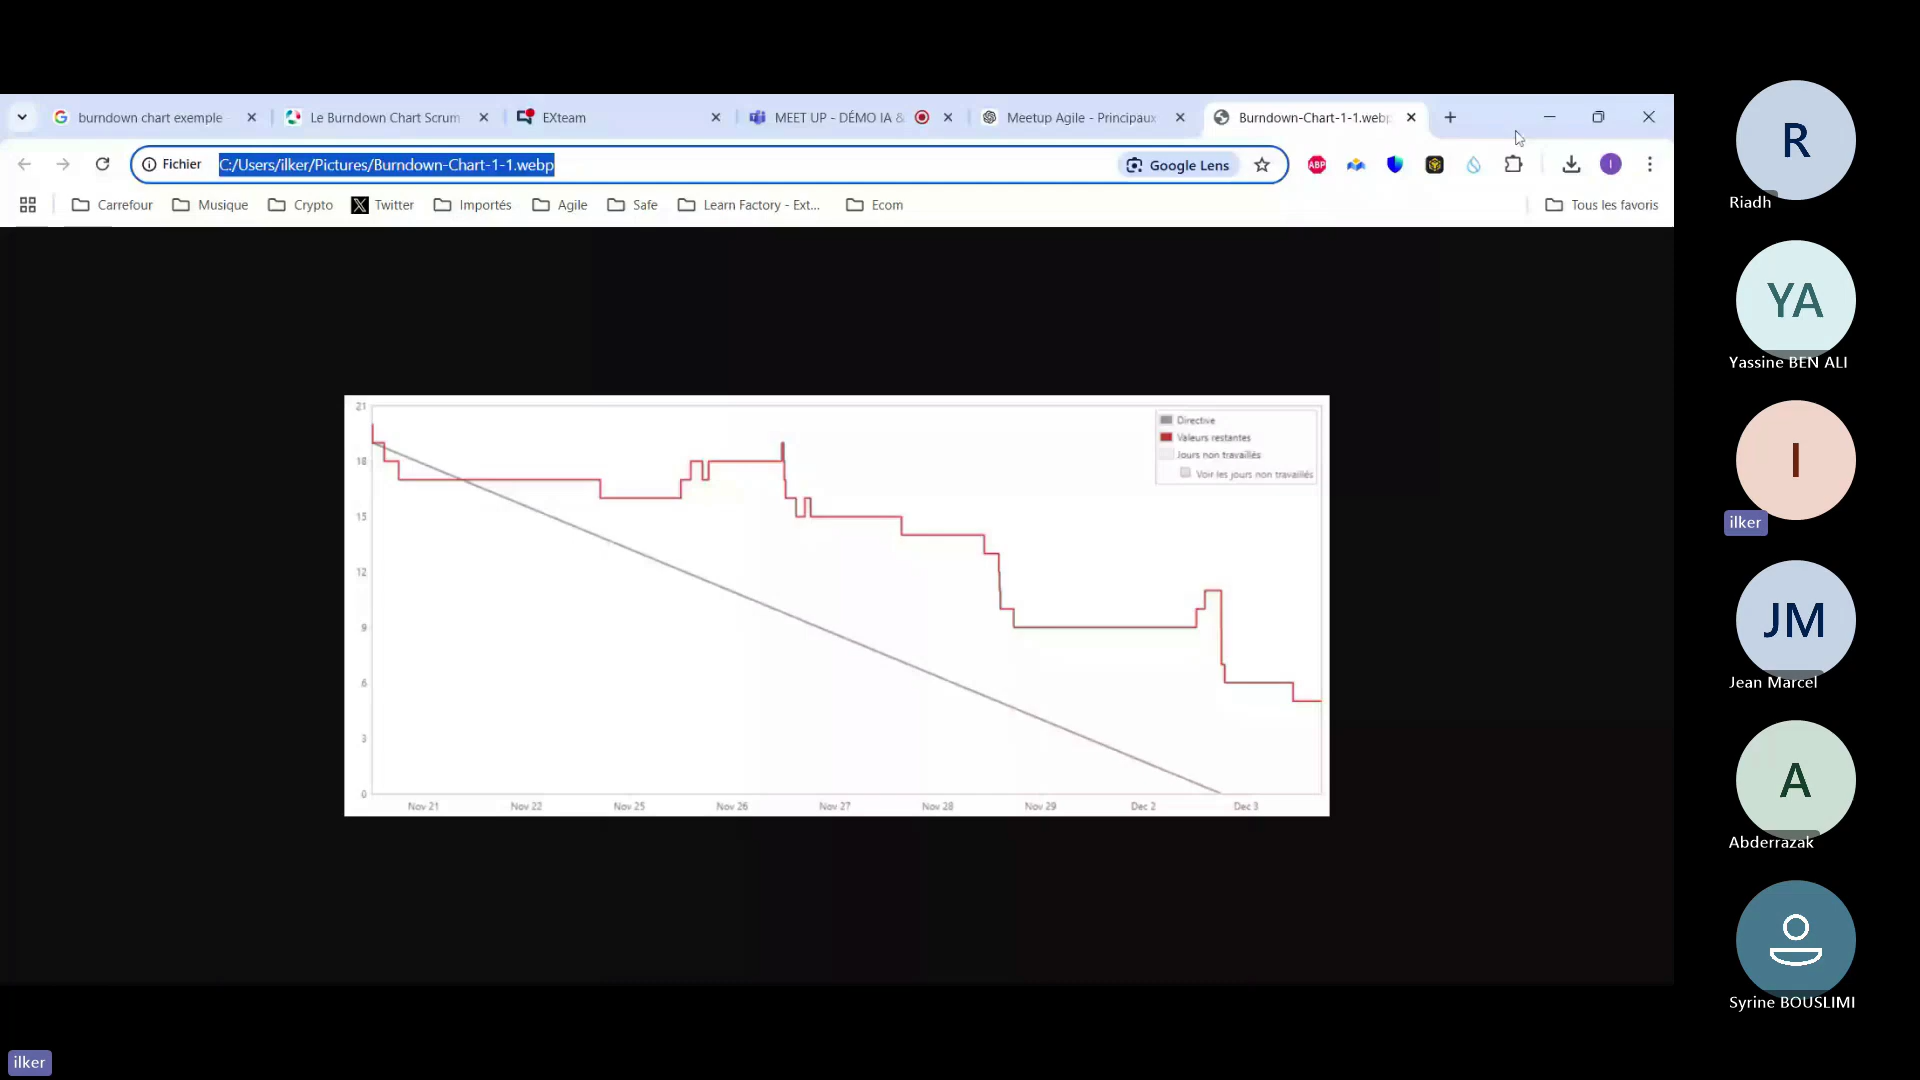 burndown chart exemple
Le Burndown Chart Scrum
EXteam
MEET UP - DÉMO IA &
Meetup Agile - Principaux
Burndown-Chart-1-1.webp
Fichier
C:/Users/ilker/Pictures/Burndown-Chart-1-1.webp
Google Lens
ABP
I
Carrefour
Musique
Crypto
Twitter
Importés
Agile
Safe
Learn Factory - Ext...
Ecom
Tous les favoris
21
18
15
12
9
6
3
0
Directive
Valeurs restantes
Jours non travaillés
Voir les jours non travaillés
Nov 21
Nov 22
Nov 25
Nov 26
Nov 27
Nov 28
Nov 29
Dec 2
Dec 3
R
Riadh
YA
Yassine BEN ALI
I
ilker
JM
Jean Marcel
A
Abderrazak
Syrine BOUSLIMI
ilker